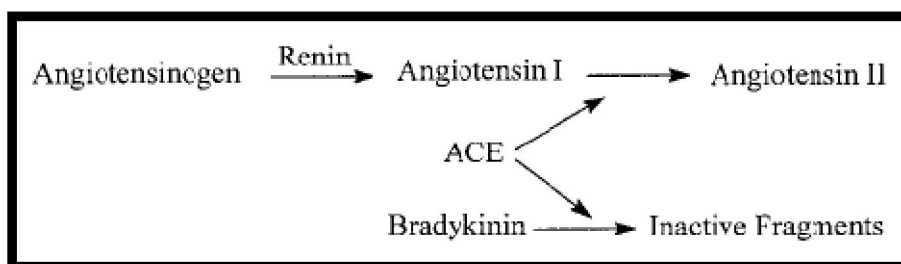 Renin
Angiotensinogen Angiotensin I Angiotensin II
ACE
Bradykinin Inactive Fragments